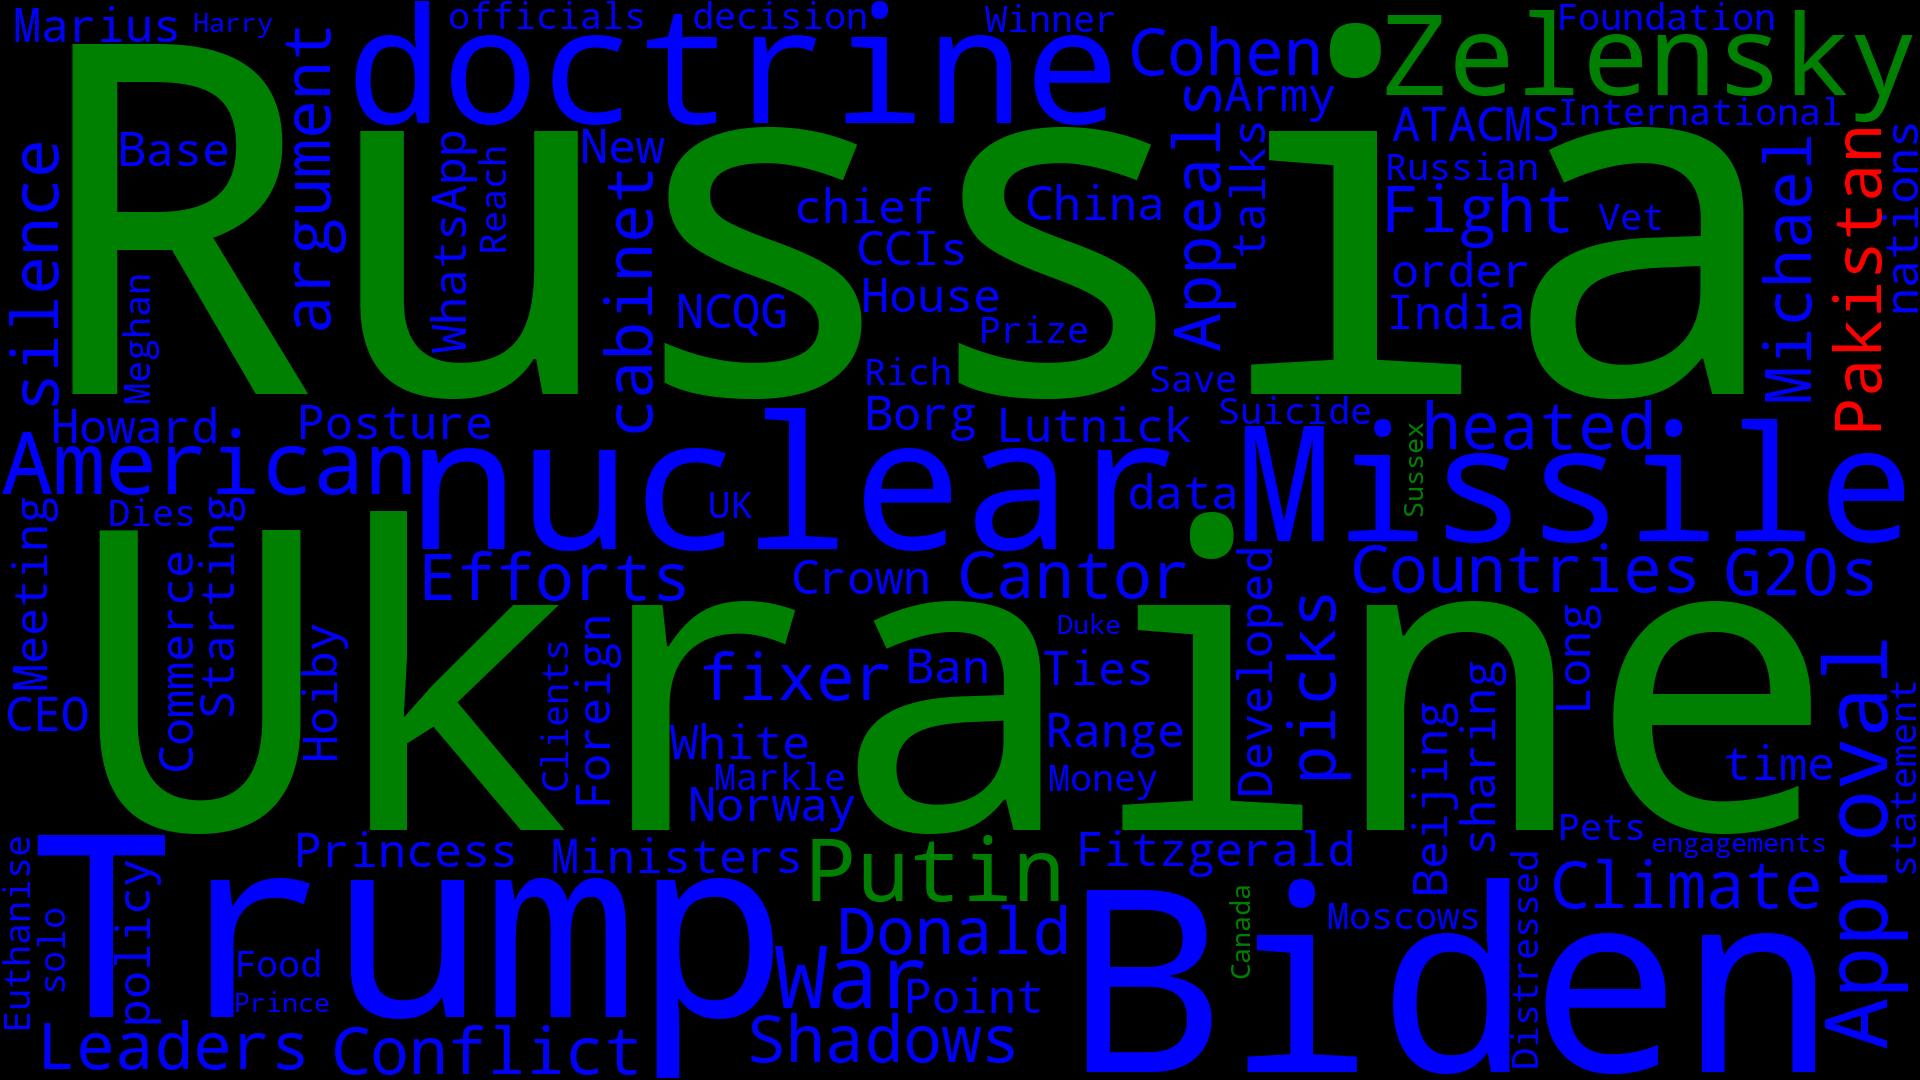 Marius
Harry
officials
decision
Winner
Foundation
doctrine
Cohen
Zelensky
argument
Army
ATACMS
International
Russia
Base
silence
WhatsApp
Reach
New
cabinet
chief
China
CCIs
House
NCQG
Prize
Appeals
talks
Russian
Fight
Vet
order
India
Michael
Pakistan
nations
Meghan
Rich
Save
Suicide
Howard
Posture
Borg
Lutnick
heated
American
nuclear
data
Missile
Sussex
UK
Dies
Meeting
Starting
Efforts
Crown
Cantor
Countries
G20s
Ukraine
Commerce
Hoiby
Clients
Foreign
fixer
Ban
Duke
Ties
Developed
picks
Long
CEO
White
Range
Markle
Money
Norway
Beijing
sharing
time
Approval
statement
Princess
Ministers
Putin
Fitzgerald
Pets
engagements
Trump
Euthanise
solo
policy
Food
Prince
Donald
War
Point
Canada
Biden
Moscows
Distressed
Climate
Leaders
Conflict
Shadows